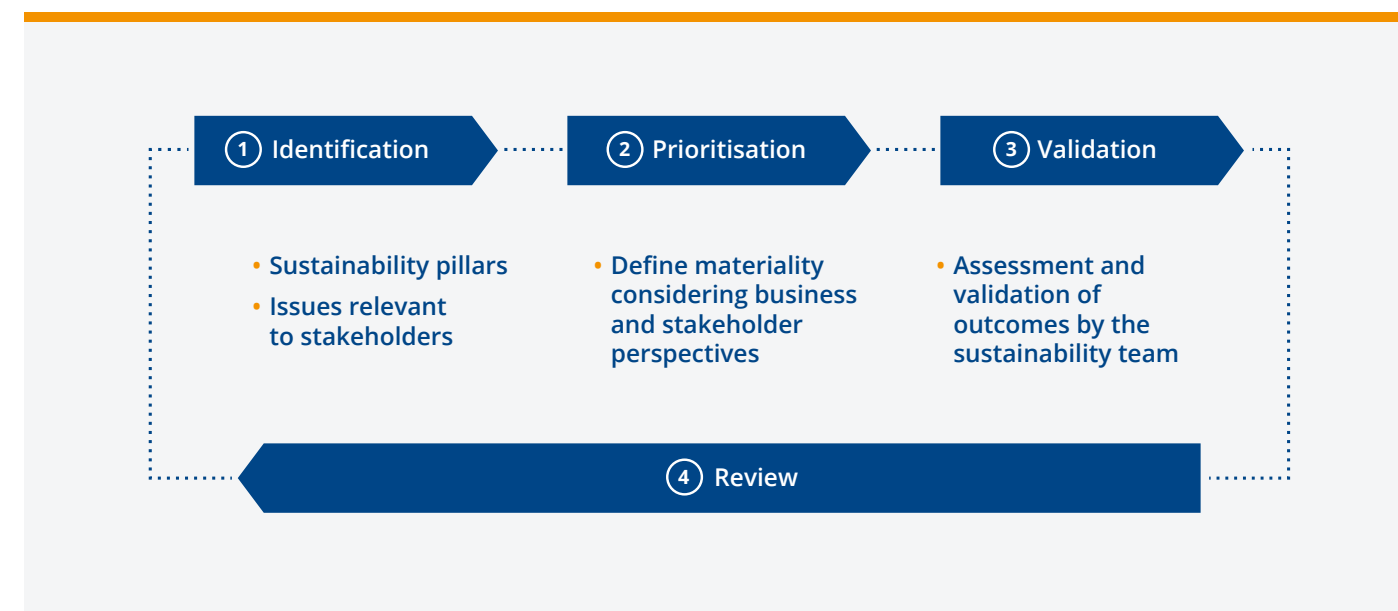 1 Identification
2 Prioritisation
3 Validation
• Sustainability pillars
• Issues relevant
to stakeholders
• Define materiality
considering business
and stakeholder
perspectives
• Assessment and
validation of
outcomes by the
sustainability team
4 Review